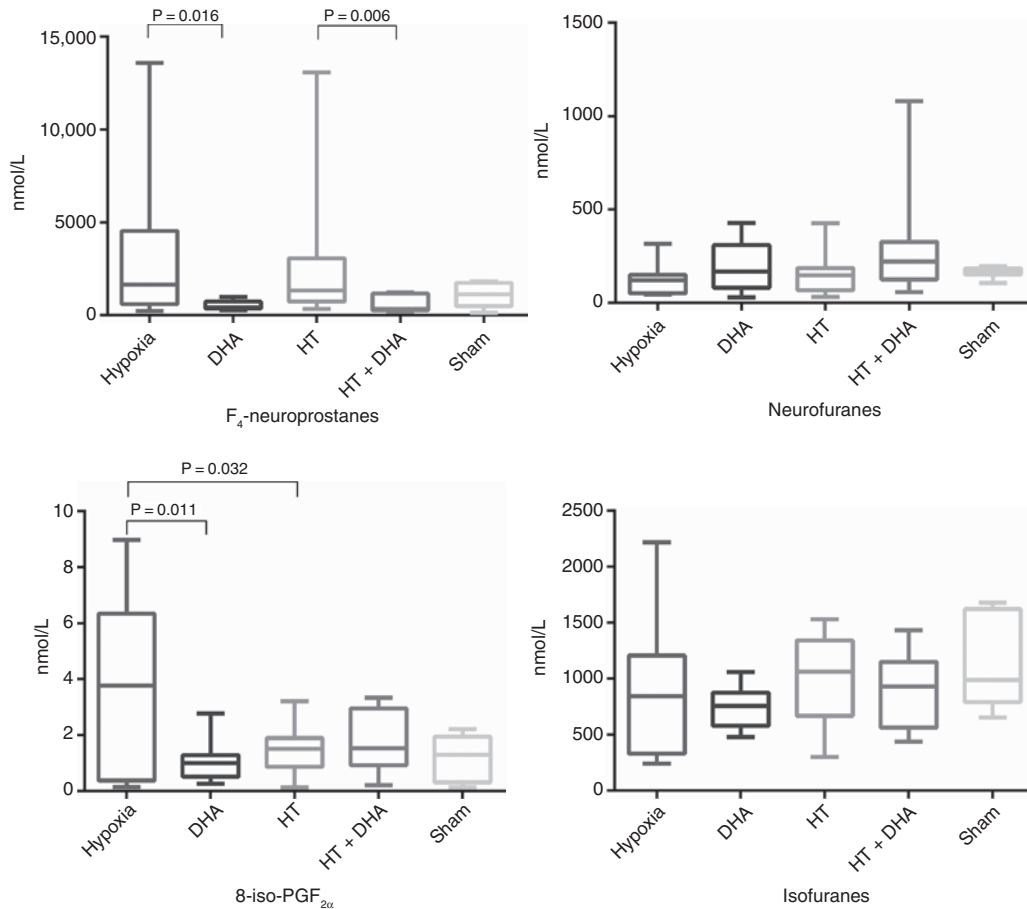 P = 0.016
P = 0.006
15,000
10,000
5000
0
nmol/L
Hypoxia
DHA
HT
HT + DHA
Sham
F₄-neuroprostanes
1500
1000
500
0
nmol/L
Hypoxia
DHA
HT
HT + DHA
Sham
Neurofuranes
P = 0.032
P = 0.011
10
8
6
4
2
0
nmol/L
Hypoxia
DHA
HT
HT + DHA
Sham
8-iso-PGF₂α
2500
2000
1500
1000
500
0
nmol/L
Hypoxia
DHA
HT
HT + DHA
Sham
Isofuranes